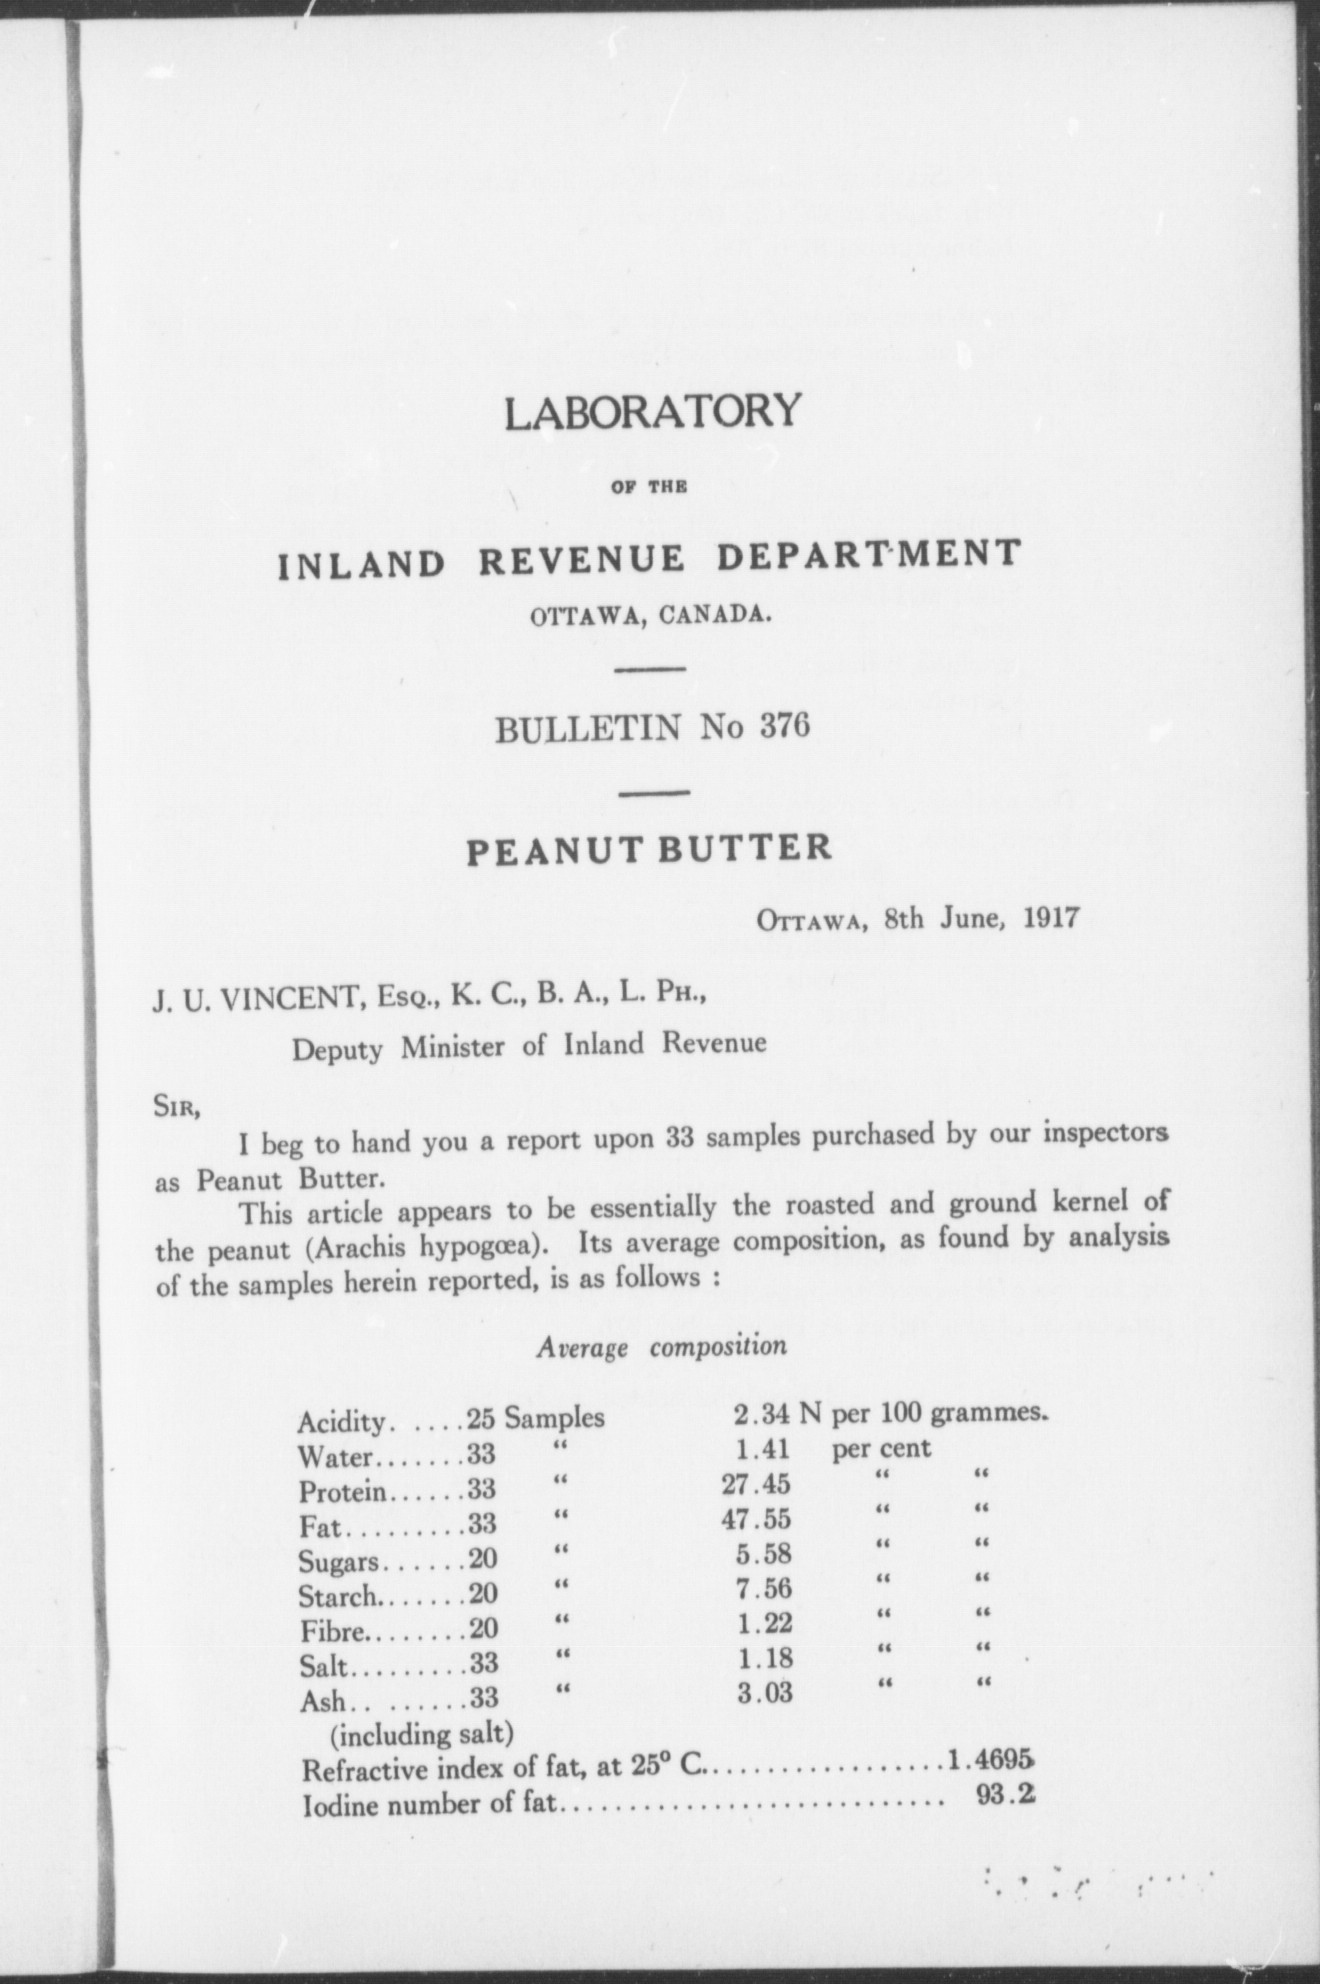 LABORATORY
OF THE
INLAND REVENUE DEPARTMENT
OTTAWA, CANADA.
BULLETIN No 376
PEANUT BUTTER
OTTAWA, 8th June, 1917
J. U. VINCENT, ESQ., K. C., B. A., L. PH.,
Deputy Minister of Inland Revenue
SIR,
I beg to hand you a report upon 33 samples purchased by our inspectors
as Peanut Butter.
This article appears to be essentially the roasted and ground kernel of
the peanut (Arachis hypogœa). Its average composition, as found by analysis
of the samples herein reported, is as follows :
Average composition
Acidity. ....25 Samples 2.34 N per 100 grammes.
Water.......33 “ 1.41 per cent
Protein......33 “ 27.45 “ “
Fat.........33 “ 47.55 “ “
Sugars......20 “ 5.58 “ “
Starch.......20 “ 7.56 “ “
Fibre........20 “ 1.22 “ “
Salt.........33 “ 1.18 “ “
Ash.. ......33 “ 3.03 “ “
(including salt)
Refractive index of fat, at 25º C..................1.4695
Iodine number of fat............................ 93.2